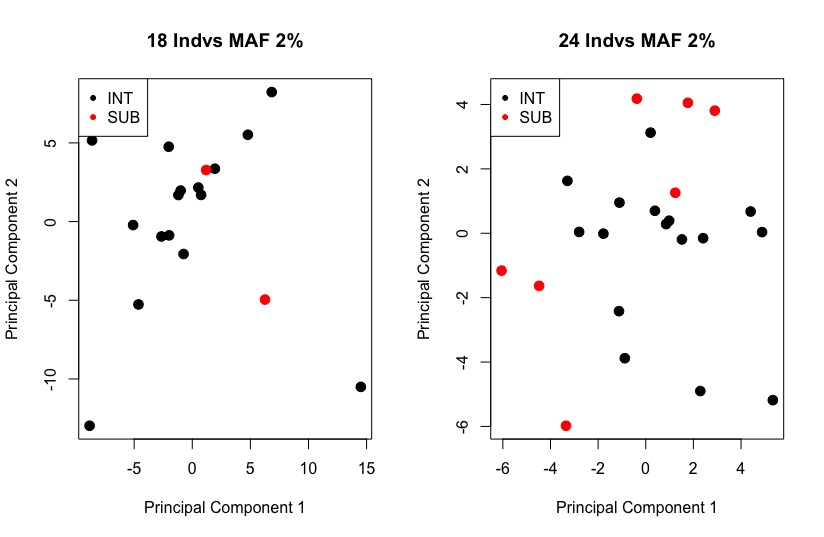 18 Indvs MAF 2%
INT
SUB
Principal Component 2
5
0
-5
-10
-5 0 5 10 15
Principal Component 1
24 Indvs MAF 2%
INT
SUB
Principal Component 2
4
2
0
-2
-4
-6
-6 -4 -2 0 2 4
Principal Component 1